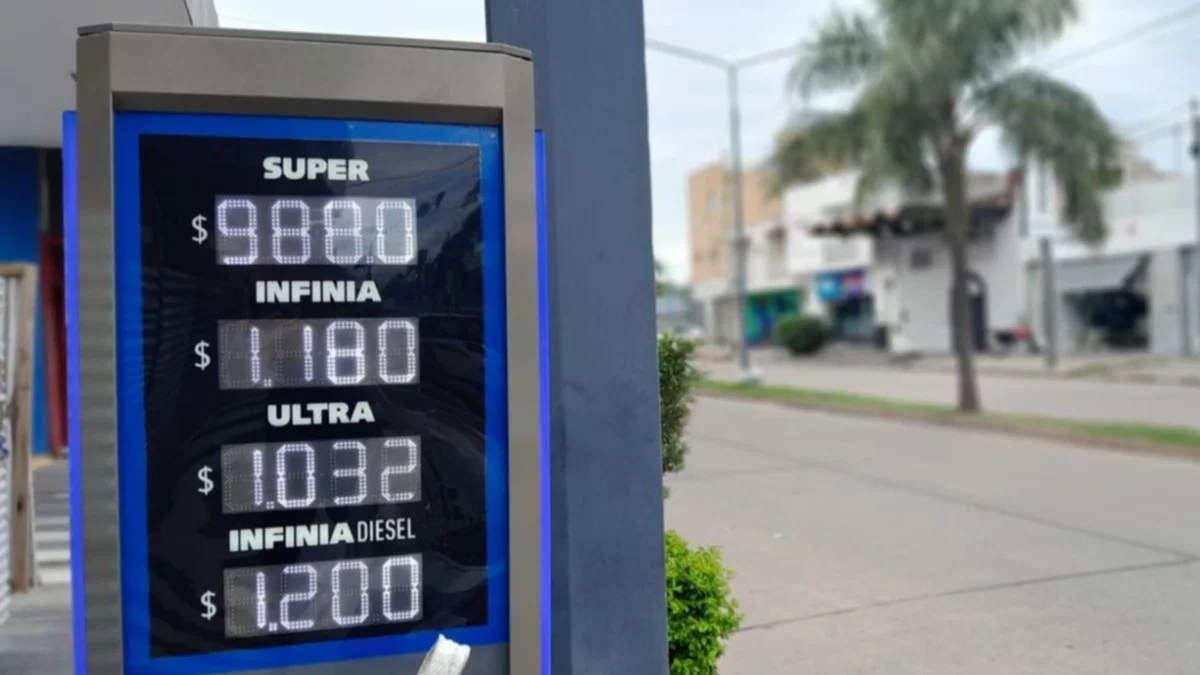 SUPER
$ 988.0
INFINIA
$ 1.180
ULTRA
$ 1.032
INFINIA DIESEL
$ 1.200